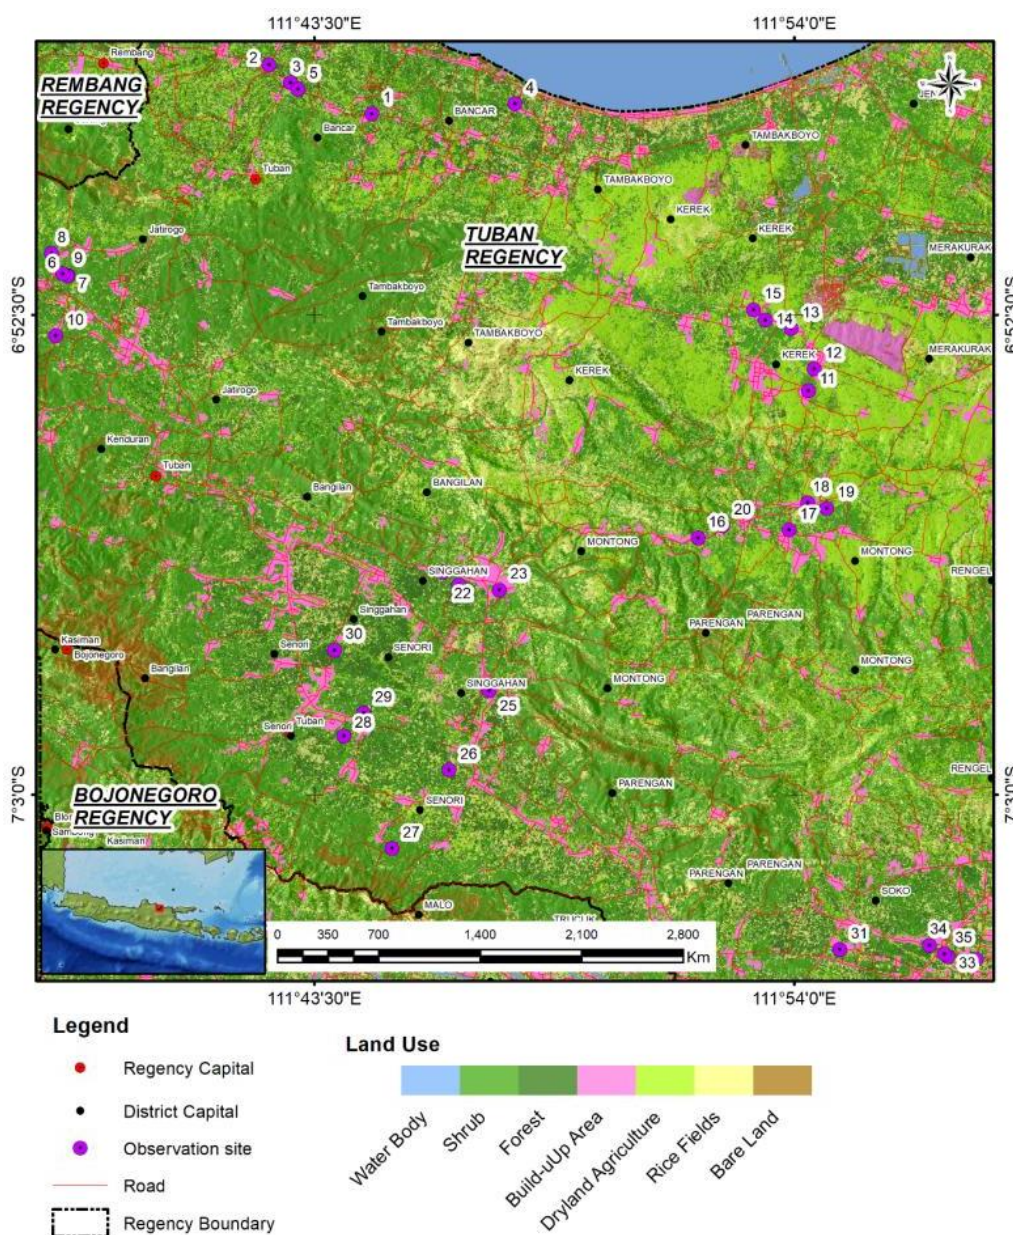 111°43'30"E
111°54'0"E
Rembang
REMBANG
REGENCY
2
3
5
1
4
Bancar
BANCAR
TAMBAKBOYO
Tuban
TAMBAKBOYO
KEREK
KEREK
TUBAN
REGENCY
MERAKURAK
Jatirogo
8
9
6
7
10
Tambakboyo
Tambakboyo
TAMBAKBOYO
15
14
13
6°52'30"S
6°52'30"S
KEREK
12
11
MERAKURAK
KEREK
Jatirogo
Kenduran
Tuban
Bangilan
BANGILAN
18
19
20
17
16
MONTONG
MONTONG
RENGEL
SINGGAHAN
22
23
Singgahan
30
Senori
SENORI
PARENGAN
PARENGAN
Kasiman
Bojonegoro
Bangilan
SINGGAHAN
MONTONG
MONTONG
25
29
28
Senori
Tuban
26
RENGEL
7°3'0"S
7°3'0"S
BOJONEGORO
REGENCY
SENORI
PARENGAN
27
Kasiman
PARENGAN
PARENGAN
SOKO
MALO
TRUCUK
31
34
35
33
0 350 700 1,400 2,100 2,800
Km
111°43'30"E
111°54'0"E
Legend
Regency Capital
District Capital
Observation site
Road
Regency Boundary
Land Use
Water Body
Shrub
Forest
Build-uUp Area
Dryland Agriculture
Rice Fields
Bare Land